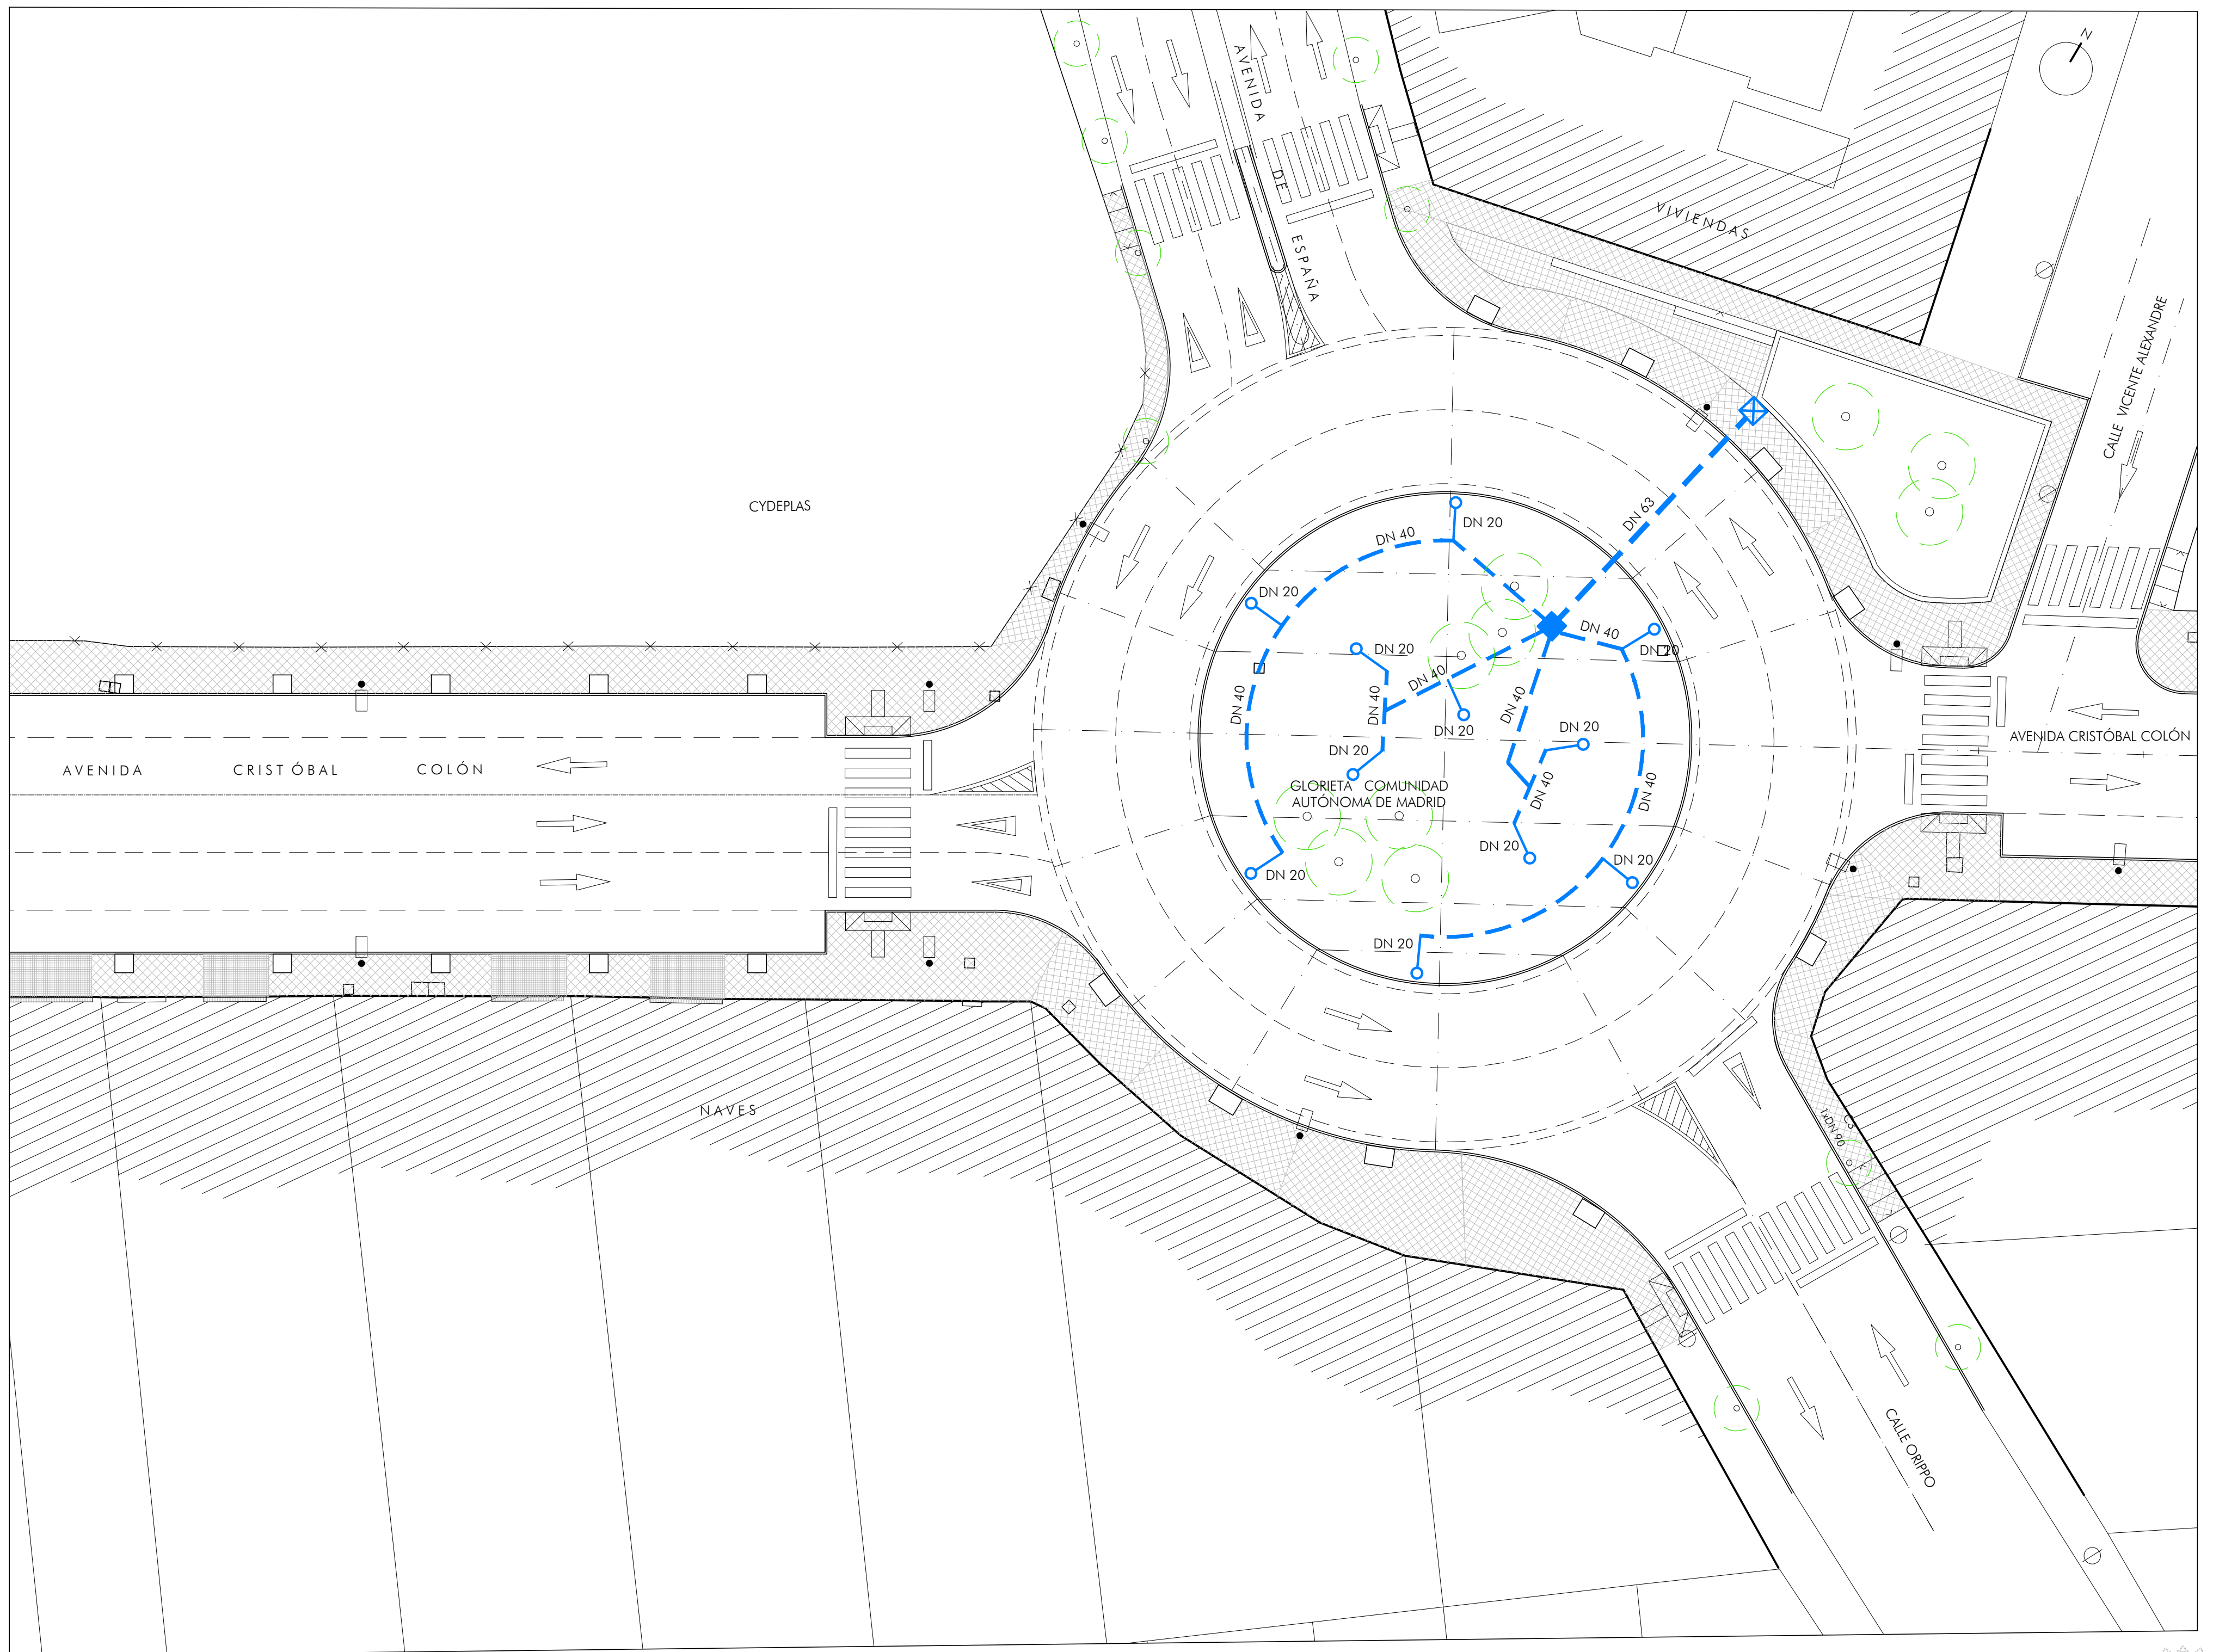 N
AVENIDA
DE
ESPAÑA
VIVIENDAS
CALLE VICENTE ALEXANDRE
CYDEPLAS
DN 63
DN 40
DN 20
DN 20
DN 40
DN 20
DN 20
DN 40
DN 40
DN 40
DN 40
DN 20
DN 20
DN 20
AVENIDA CRISTÓBAL COLÓN
AVENIDA CRISTÓBAL COLÓN
GLORIETA COMUNIDAD
AUTÓNOMA DE MADRID
DN 40
DN 40
DN 20
DN 20
DN 20
DN 20
NAVES
C3
1xDN 90
CALLE ORIPPO